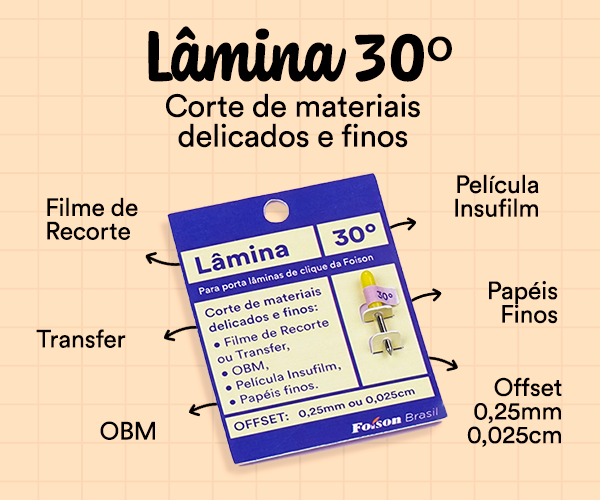 Lâmina 30º
Corte de materiais
delicados e finos
Filme de
Recorte
Transfer
OBM
Película
Insufilm
Papéis
Finos
Offset
0,25mm
0,025cm
Lâmina
30º
Para porta lâminas de clique da Foison
Corte de materiais
delicados e finos:
• Filme de Recorte
ou Transfer,
• OBM,
• Película Insufilm,
• Papéis finos.
30º
OFFSET: 0,25mm ou 0,025cm
Foison Brasil